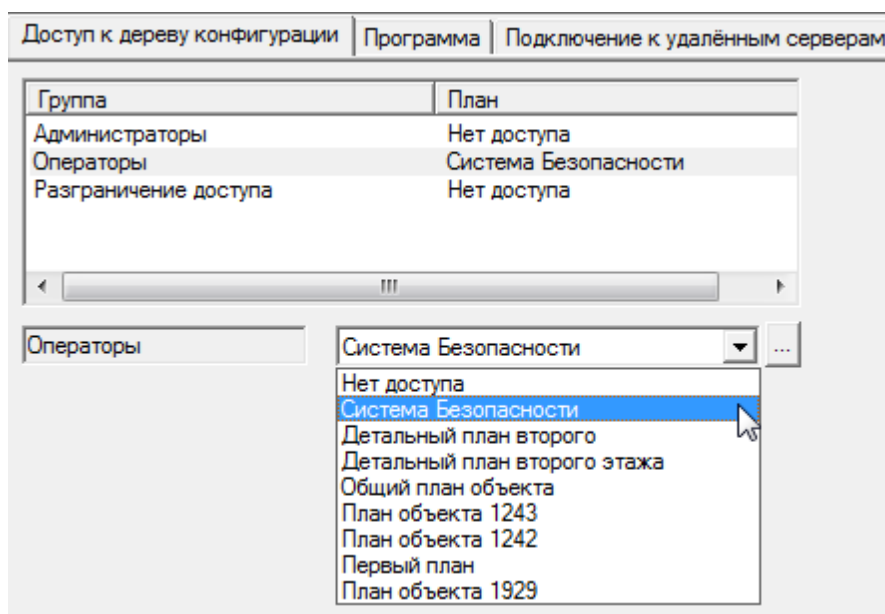 Доступ к дереву конфигурации Программа Подключение к удалённым серверам
Группа План
Администраторы Нет доступа
Операторы Система Безопасности
Разграничение доступа Нет доступа
Операторы Система Безопасности ...
Нет доступа
Система Безопасности
Детальный план второго
Детальный план второго этажа
Общий план объекта
План объекта 1243
План объекта 1242
Первый план
План объекта 1929